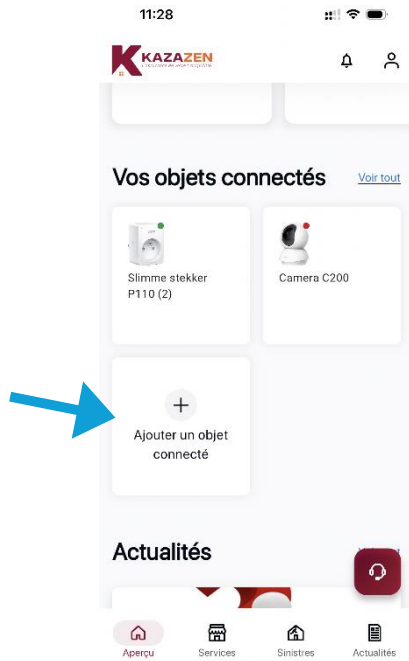 11:28
KAZAZEN
Vos objets connectés
Voir tout
Slimme stekker
P110 (2)
Camera C200
Ajouter un objet
connecté
Actualités
Aperçu
Services
Sinistres
Actualités